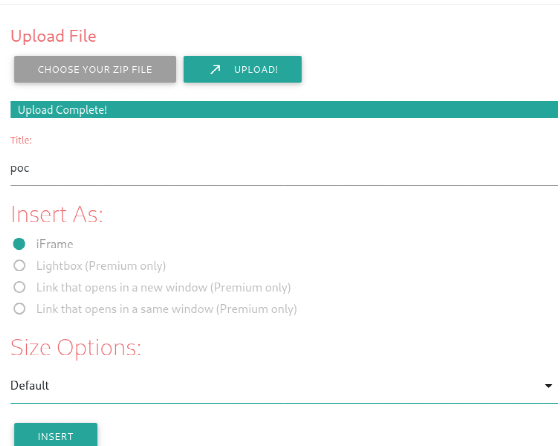 Upload File
CHOOSE YOUR ZIP FILE
UPLOAD!
Upload Complete!
Title:
poc
Insert As:
iFrame
Lightbox (Premium only)
Link that opens in a new window (Premium only)
Link that opens in a same window (Premium only)
Size Options:
Default
INSERT